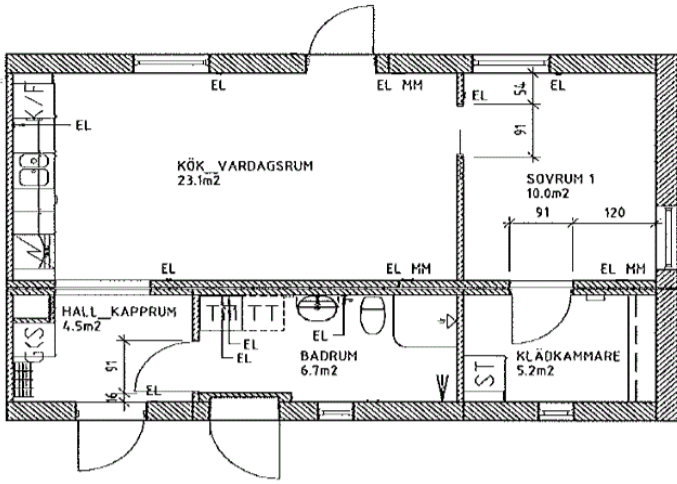 EL
EL MM
EL
54
K/F
EL
EL
91
KÖK_VARDAGSRUM
23.1m2
SOVRUM 1
10.0m2
91
120
EL
EL MM
EL MM
HALL_KAPPRUM
4.5m2
TM
TT
EL
EL
EL
GKS
91
BADRUM
6.7m2
KLÄDKAMMARE
5.2m2
ST
16
EL